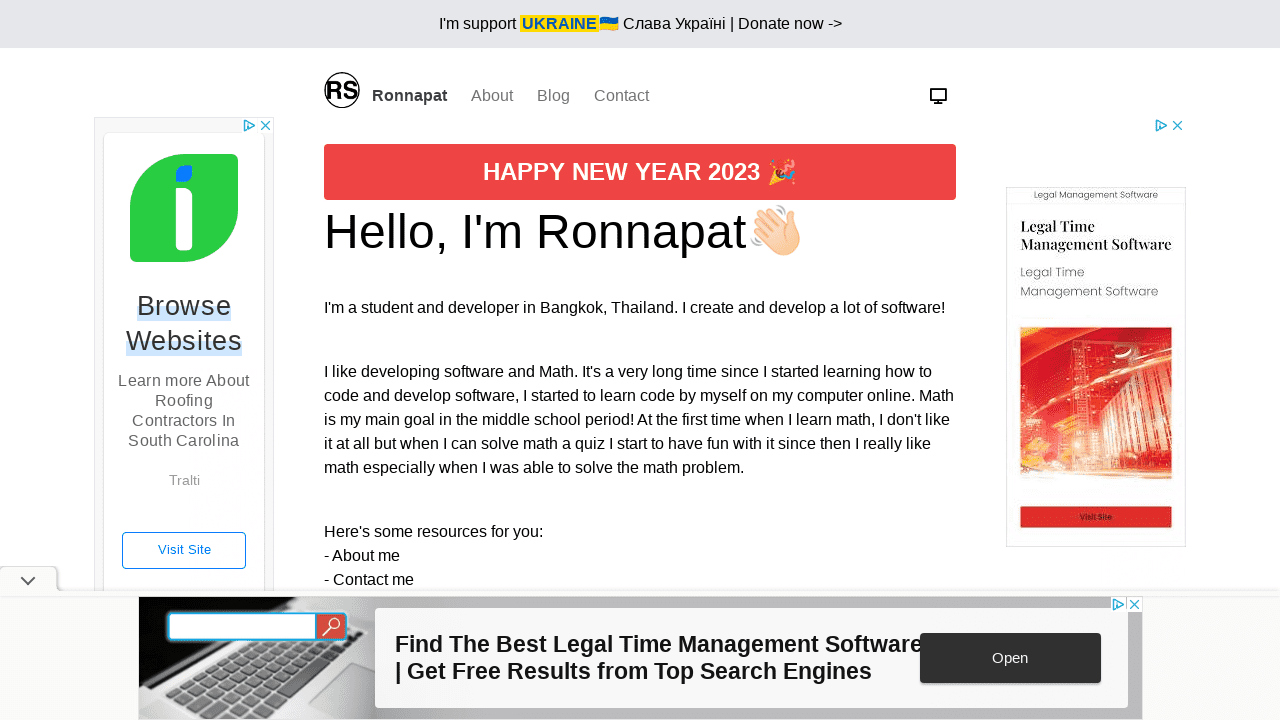 I'm support UKRAINE🇺🇦 Слава Україні | Donate now ->
RS Ronnapat About Blog Contact
HAPPY NEW YEAR 2023 🎉
Hello, I'm Ronnapat👋🏻
I'm a student and developer in Bangkok, Thailand. I create and develop a lot of software!
I like developing software and Math. It's a very long time since I started learning how to
code and develop software, I started to learn code by myself on my computer online. Math
is my main goal in the middle school period! At the first time when I learn math, I don't like
it at all but when I can solve math a quiz I start to have fun with it since then I really like
math especially when I was able to solve the math problem.
Here's some resources for you:
- About me
- Contact me
i
Browse
Websites
Learn more About
Roofing
Contractors In
South Carolina
Tralti
Visit Site
Legal Management Software
Legal Time
Management Software
Legal Time
Management Software
Visit Site
Find The Best Legal Time Management Software
| Get Free Results from Top Search Engines
Open